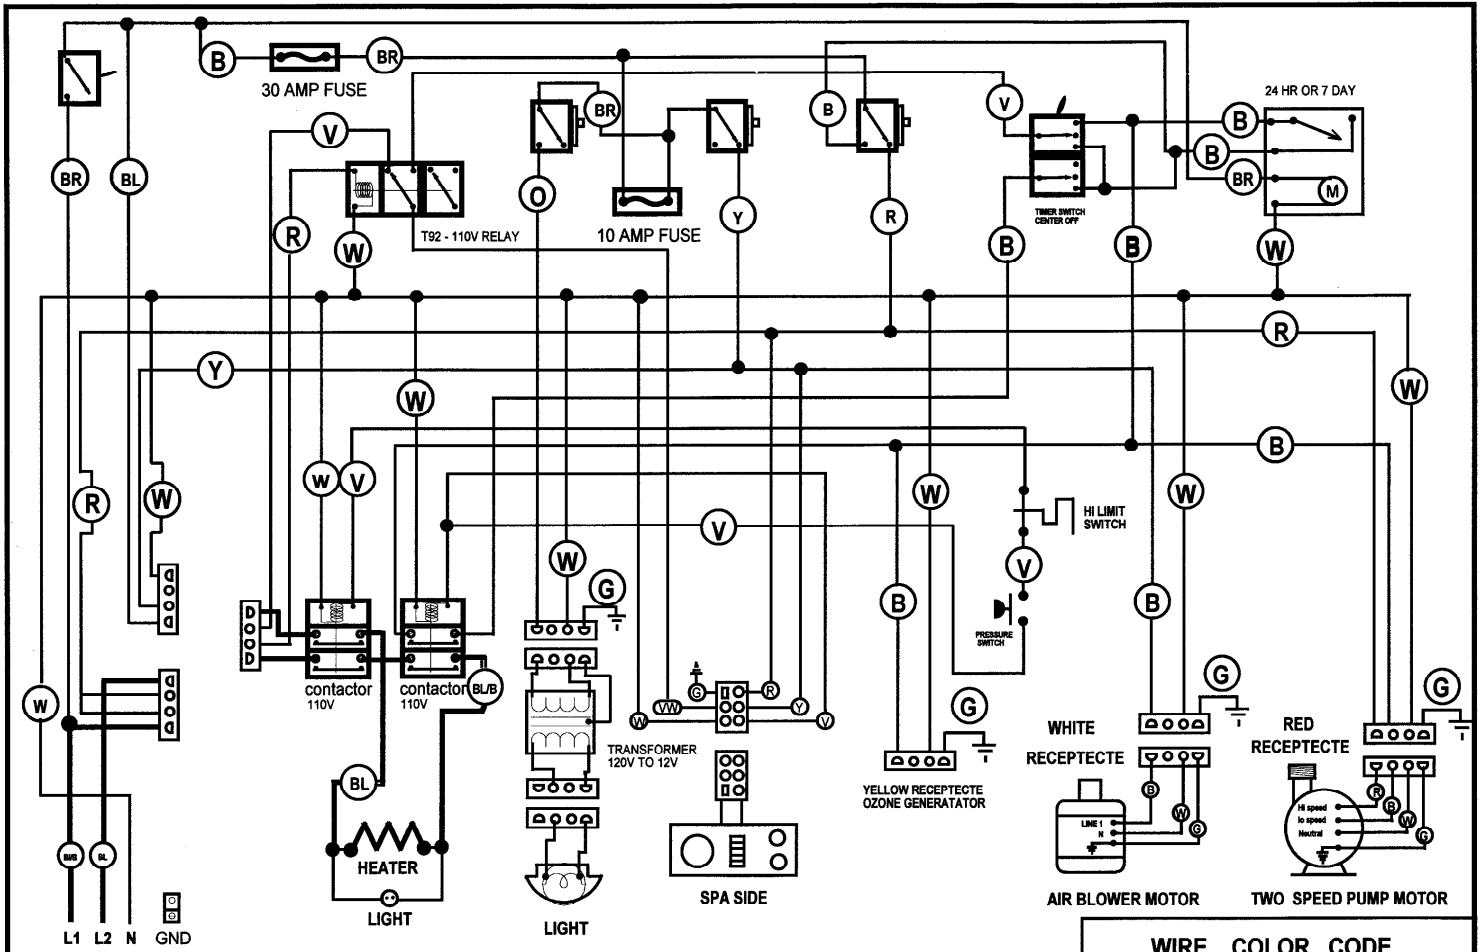 B
30 AMP FUSE
BR
V
BR
BL
R
W
T92 - 110V RELAY
BR
O
10 AMP FUSE
Y
B
R
V
TIMER SWITCH
CENTER OFF
B
B
24 HR OR 7 DAY
B
B
BR
M
W
R
Y
W
W
B
R
W
W
V
V
W
HI LIMIT
SWITCH
W
W
G
V
B
B
PRESSURE
SWITCH
D
O
O
D
contactor
110V
contactor
110V
BL/B
W
G
R
VW
Y
W
V
G
G
G
TRANSFORMER
120V TO 12V
WHITE
RECEPTECTE
RED
RECEPTECTE
YELLOW RECEPTECTE
OZONE GENERATATOR
BL
HEATER
LIGHT
LIGHT
SPA SIDE
B
W
G
LINE 1
N
AIR BLOWER MOTOR
R
B
W
G
Hi speed
lo speed
Neutral
TWO SPEED PUMP MOTOR
BL/B
BL
L1 L2 N GND
WIRE COLOR CODE